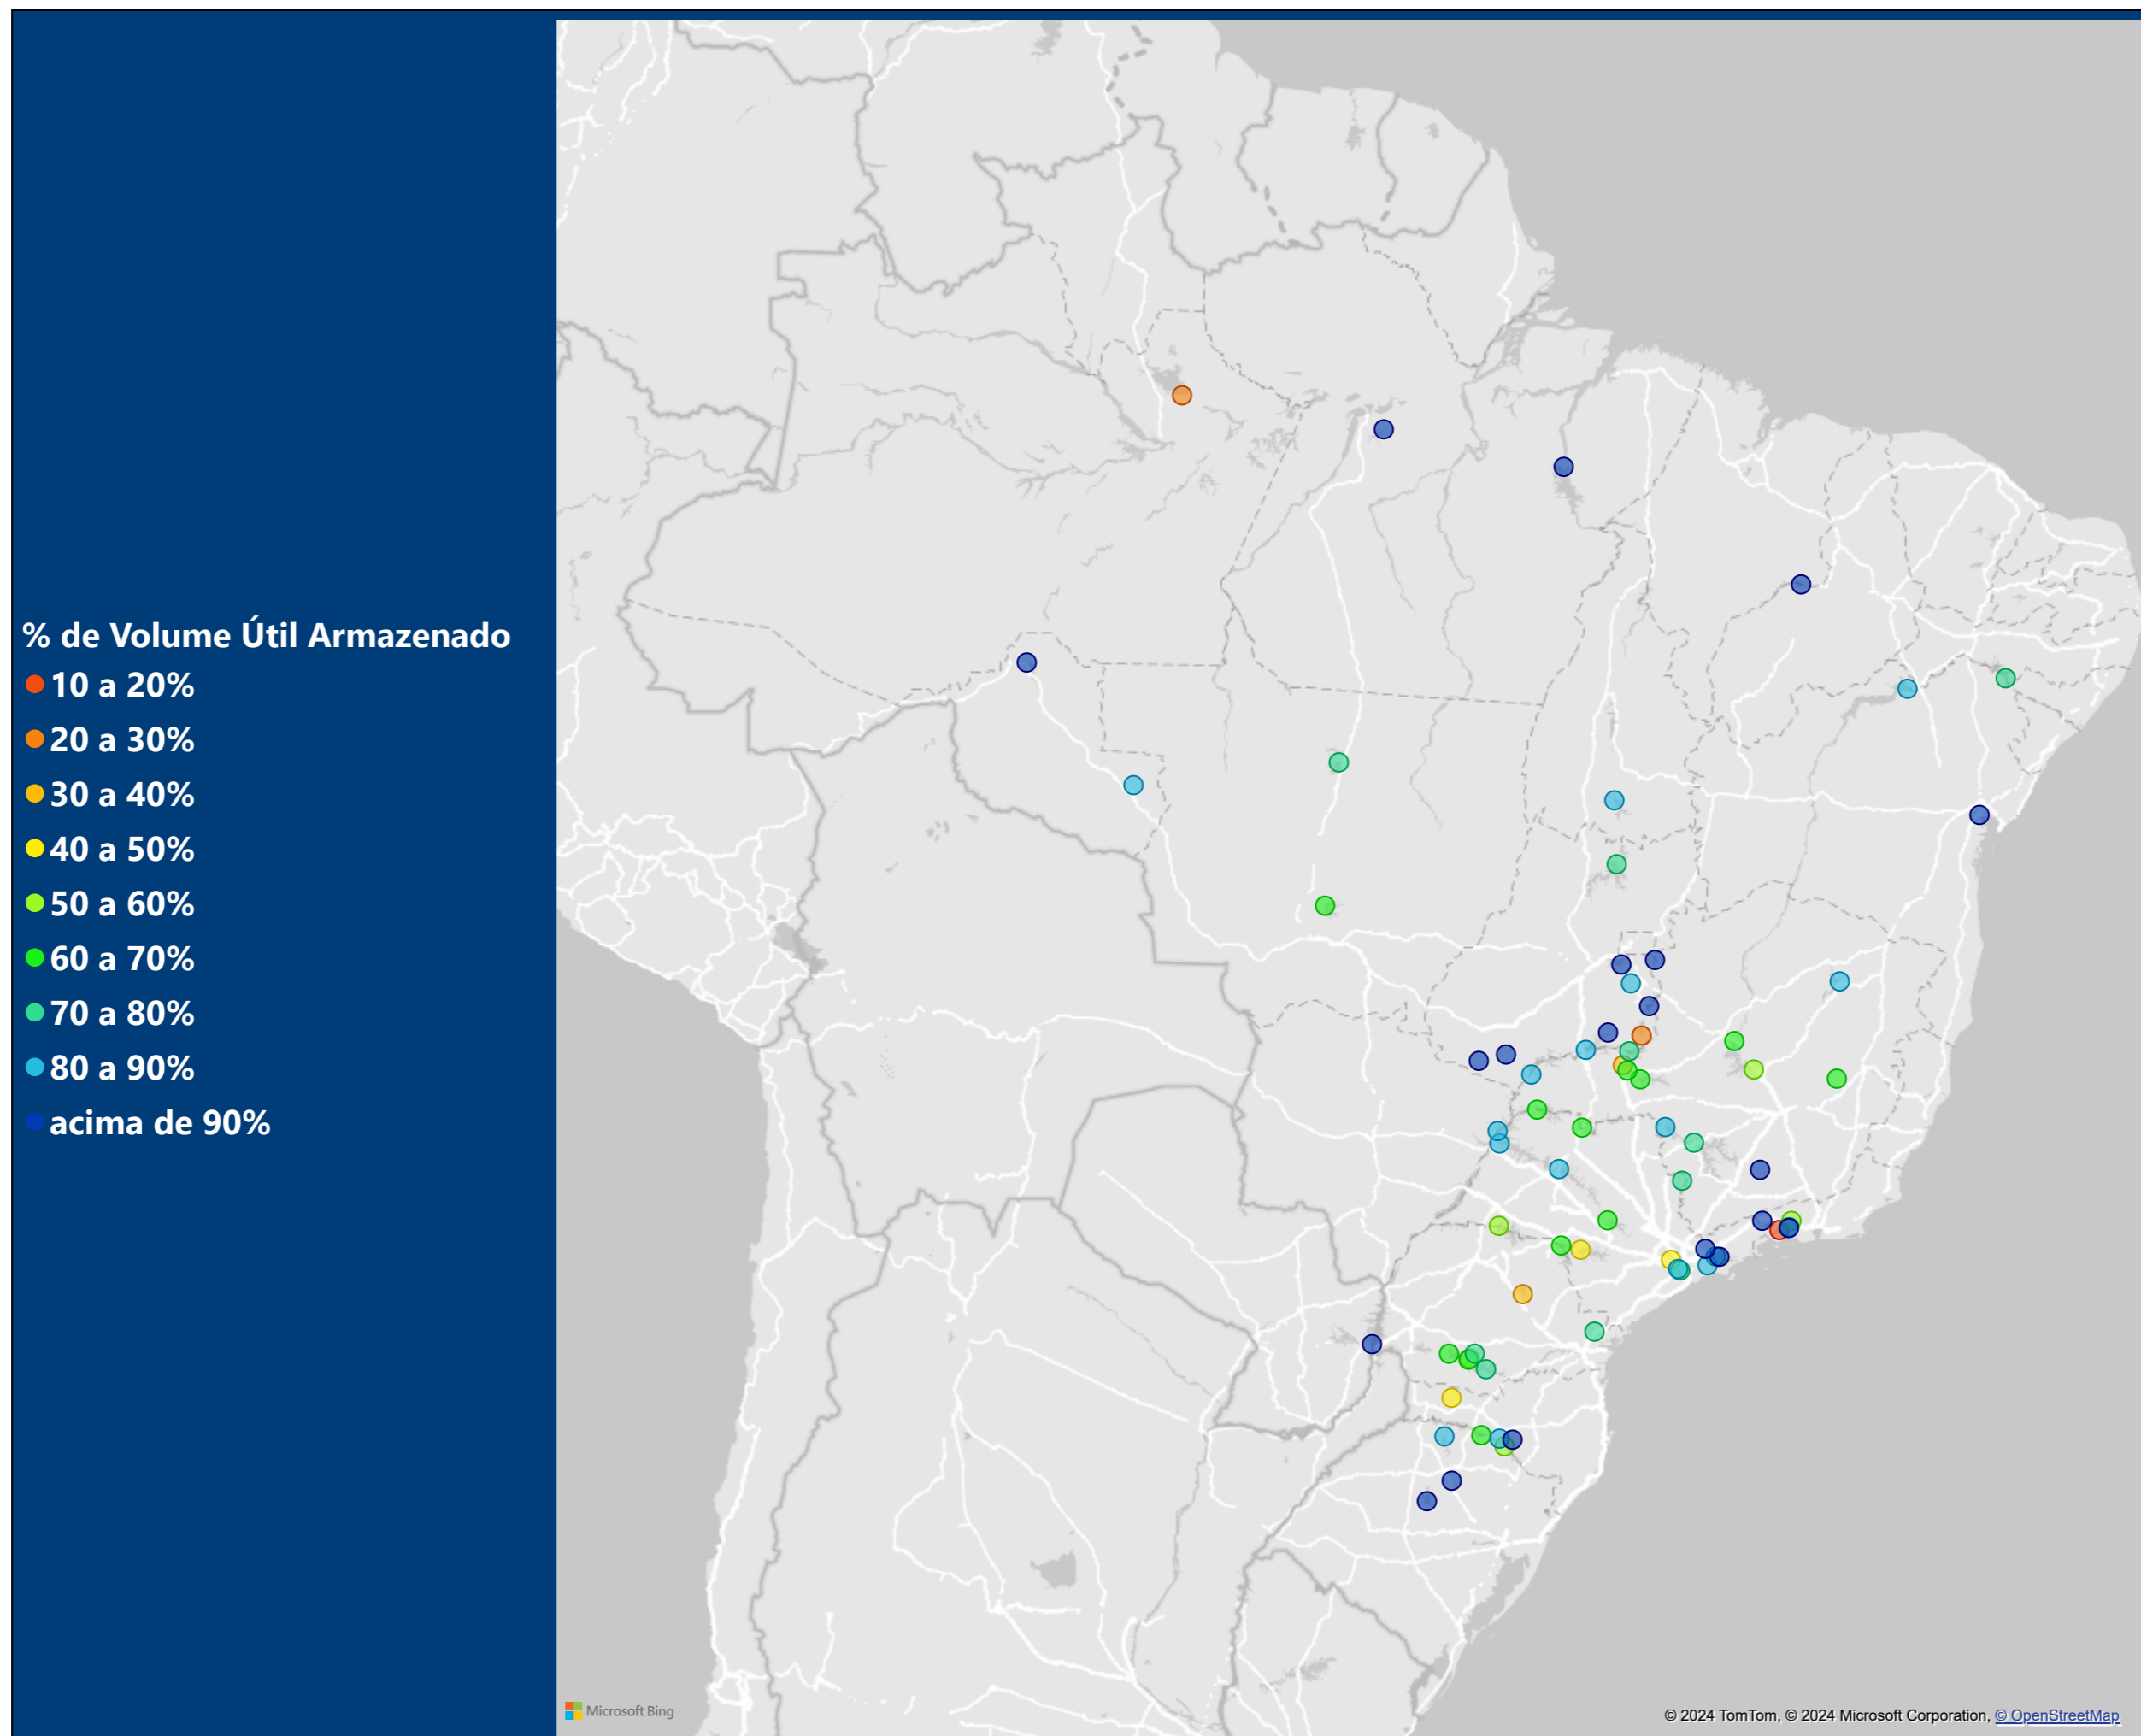 % de Volume Útil Armazenado
10 a 20%
20 a 30%
30 a 40%
40 a 50%
50 a 60%
60 a 70%
70 a 80%
80 a 90%
acima de 90%
Microsoft Bing
© 2024 TomTom, © 2024 Microsoft Corporation, © OpenStreetMap